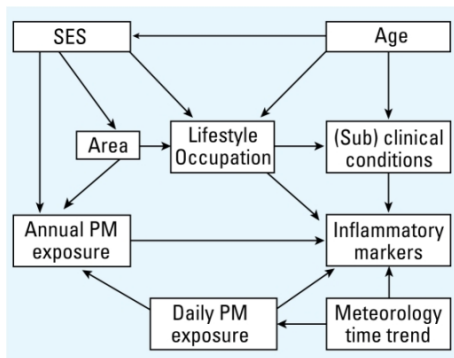 SES
Age
Area
Lifestyle
Occupation
(Sub) clinical
conditions
Annual PM
exposure
Inflammatory
markers
Daily PM
exposure
Meteorology
time trend